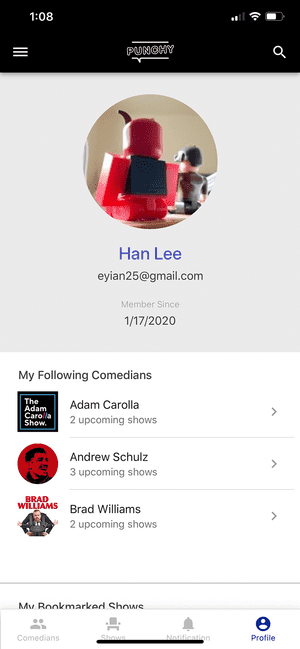 1:08
PUNCHY
Han Lee
eyian25@gmail.com
Member Since
1/17/2020
My Following Comedians
The
Adam
Carolla
Show.
Adam Carolla
2 upcoming shows
Andrew Schulz
3 upcoming shows
BRAD
WILLIAMS
Brad Williams
2 upcoming shows
My Bookmarked Shows
Comedians
Shows
Notification
Profile